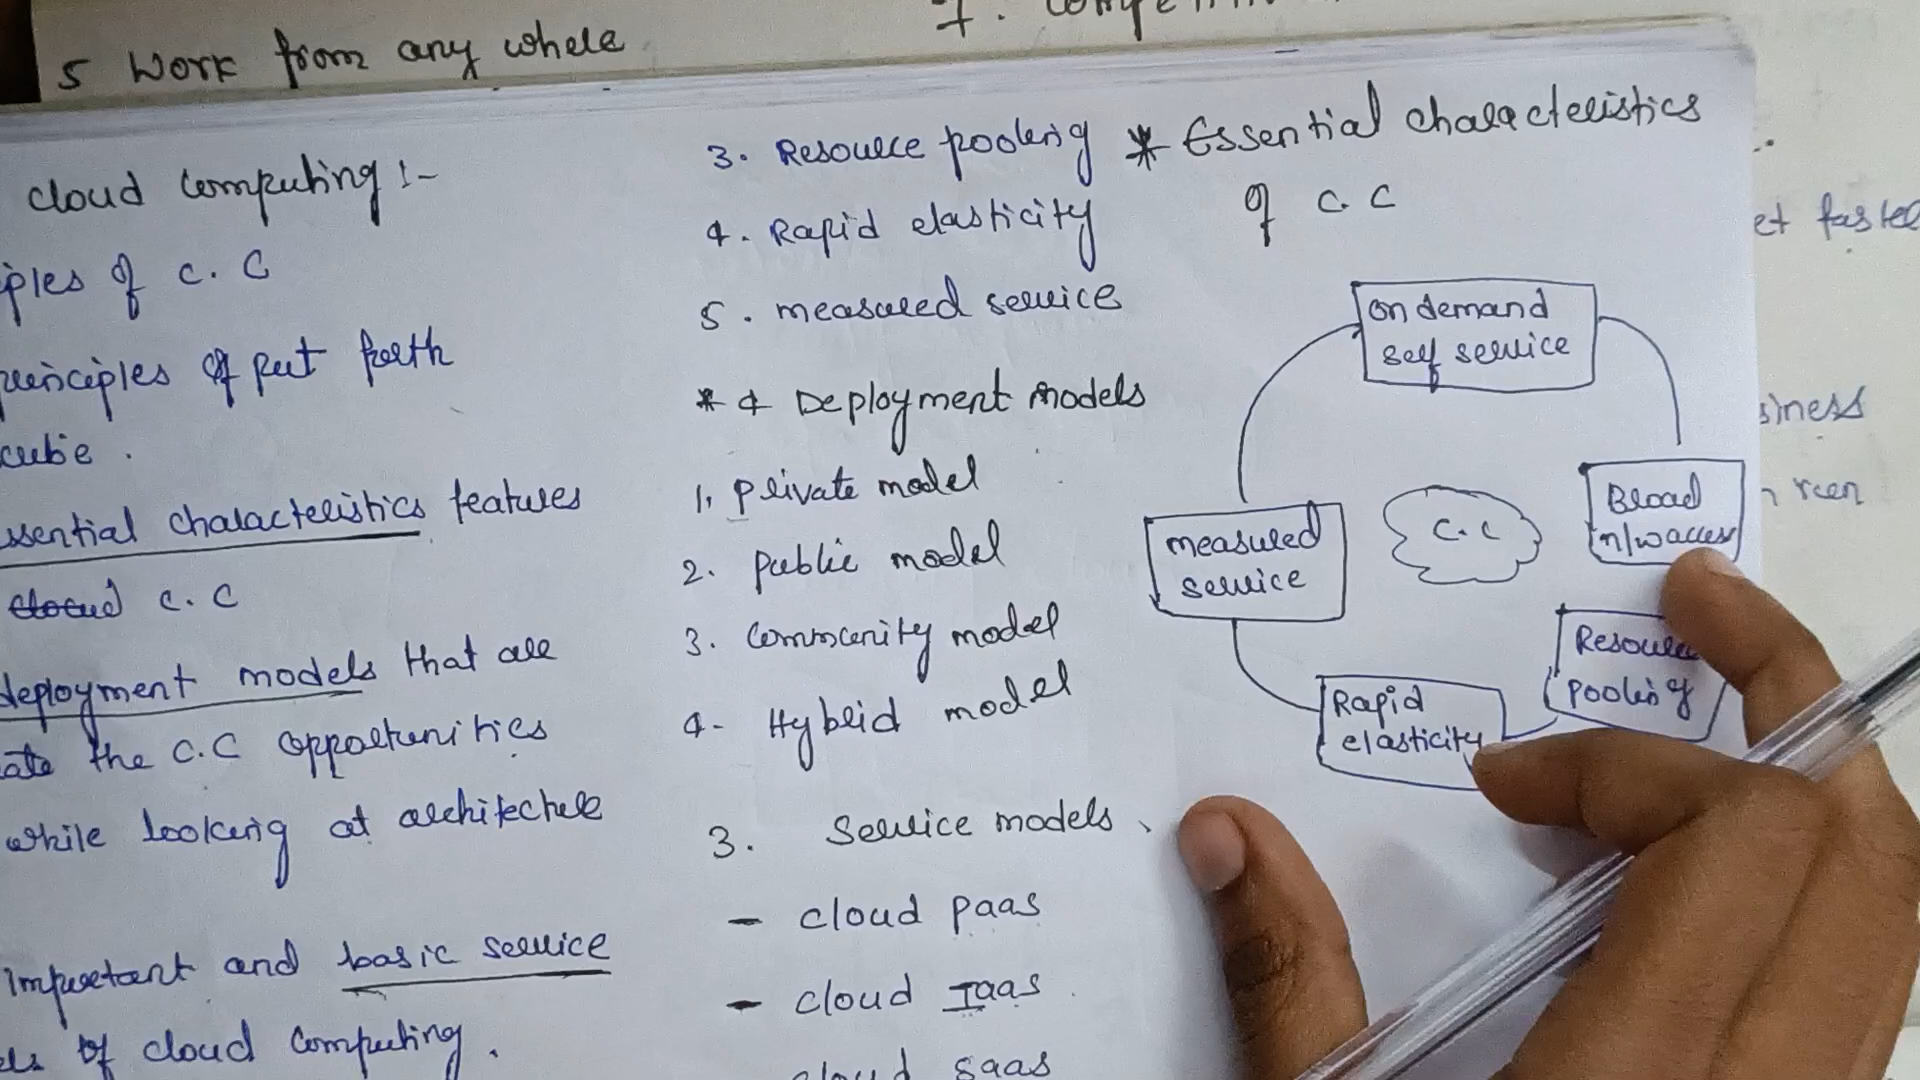 5 Work from any where
7.
cloud computing :-
ples of c. c
principles of put forth
cube .
ssential characteristics features
c. c
deployment models that are
ate the c.c opportunities
while looking at architecture
important and basic service
of cloud computing .
3. Resource pooling
4. Rapid elasticity
5. measured service
* 4 Deployment models
1, private model
2. public model
3. community model
4- Hybrid model
3. Service models
- cloud paas
- cloud Iaas
cloud saas
* Essential characteristics
of c. c
on demand
self service
Broad
n/w access
Resource
pooling
Rapid
elasticity
measured
service
c.c
et faster
siness